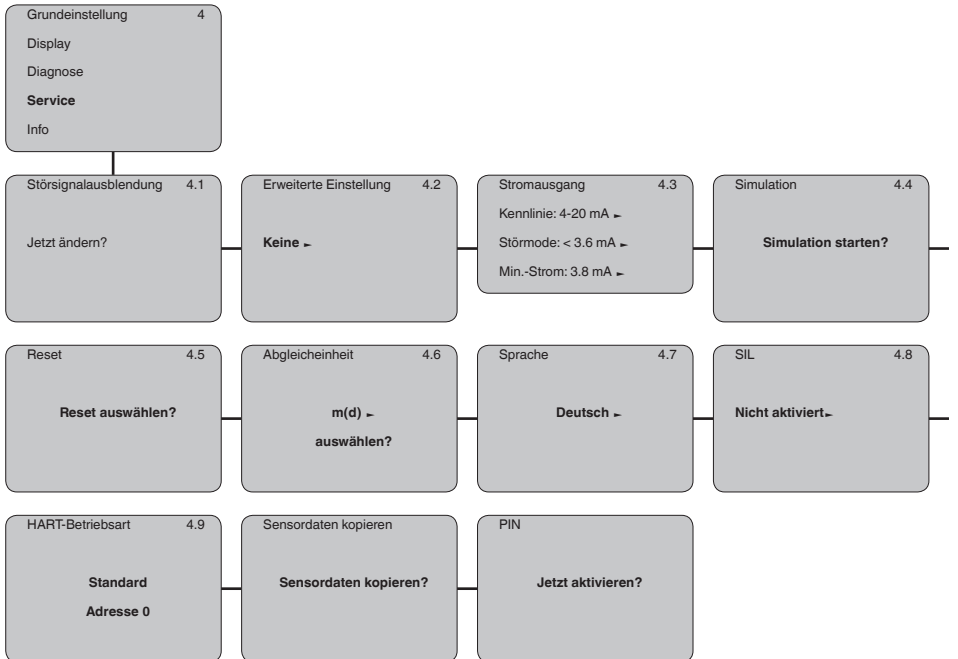 Grundeinstellung 4
Display
Diagnose
Service
Info
Störsignalausblendung 4.1
Jetzt ändern?
Erweiterte Einstellung 4.2
Keine ►
Stromausgang 4.3
Kennlinie: 4-20 mA ►
Störmode: < 3.6 mA ►
Min.-Strom: 3.8 mA ►
Simulation 4.4
Simulation starten?
Reset 4.5
Reset auswählen?
Abgleicheinheit 4.6
m(d) ►
auswählen?
Sprache 4.7
Deutsch ►
SIL 4.8
Nicht aktiviert ►
HART-Betriebsart 4.9
Standard
Adresse 0
Sensordaten kopieren
Sensordaten kopieren?
PIN
Jetzt aktivieren?